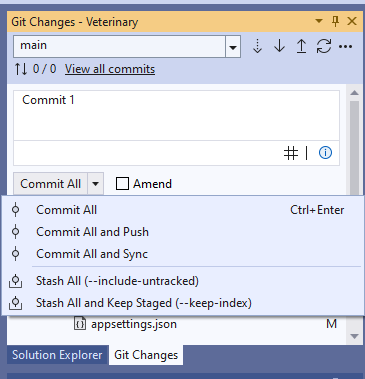 Git Changes - Veterinary
main
0 / 0 View all commits
Commit 1
Commit All Amend
Commit All Ctrl+Enter
Commit All and Push
Commit All and Sync
Stash All (--include-untracked)
Stash All and Keep Staged (--keep-index)
{} appsettings.json M
Solution Explorer Git Changes